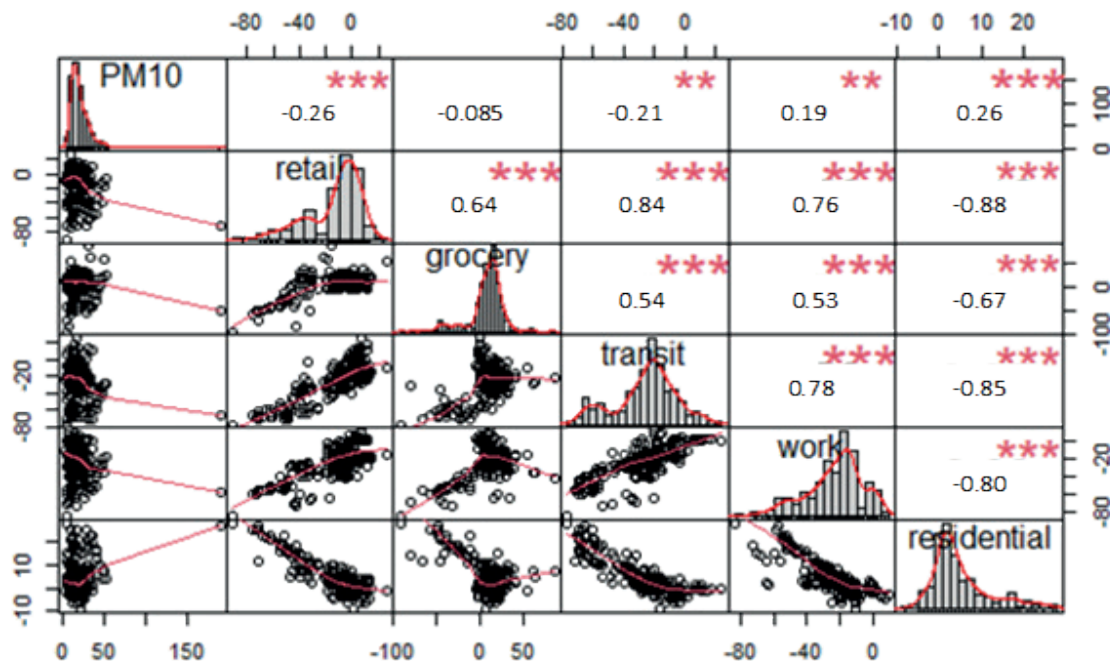 -80 -40 0 -80 -40 0 -10 0 10 20
PM10 *** ** ** ***
-0.26 -0.085 -0.21 0.19 0.26
0 100
0 -80
retail *** *** *** ***
0.64 0.84 0.76 -0.88
grocery *** *** ***
0.54 0.53 -0.67
0 -100
-20 -80
transit *** ***
0.78 -0.85
work ***
-0.80
-20 -80
10 -10
residential
0 50 150 -100 0 50 -80 -40 0